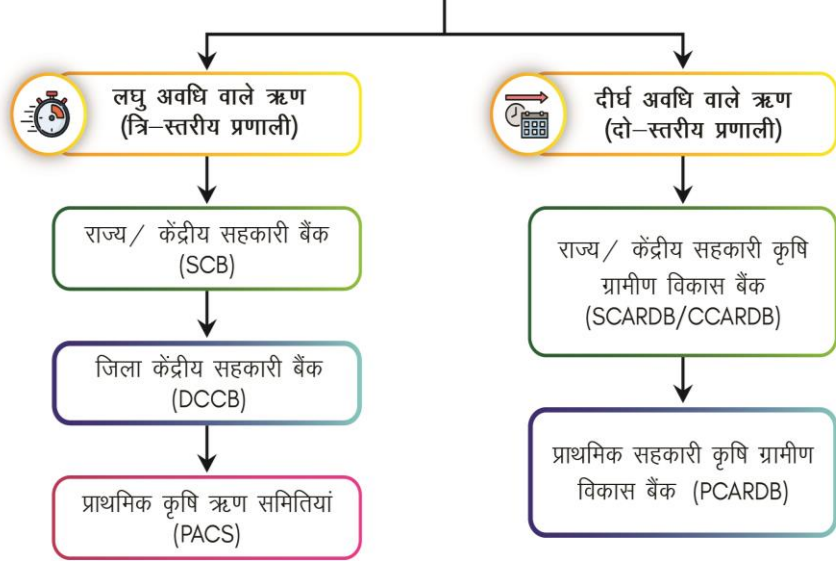 लघु अवधि वाले ऋण
(त्रि–स्तरीय प्रणाली)
राज्य/ केंद्रीय सहकारी बैंक
(SCB)
जिला केंद्रीय सहकारी बैंक
(DCCB)
प्राथमिक कृषि ऋण समितियां
(PACS)
दीर्घ अवधि वाले ऋण
(दो–स्तरीय प्रणाली)
राज्य/ केंद्रीय सहकारी कृषि
ग्रामीण विकास बैंक
(SCARDB/CCARDB)
प्राथमिक सहकारी कृषि ग्रामीण
विकास बैंक (PCARDB)